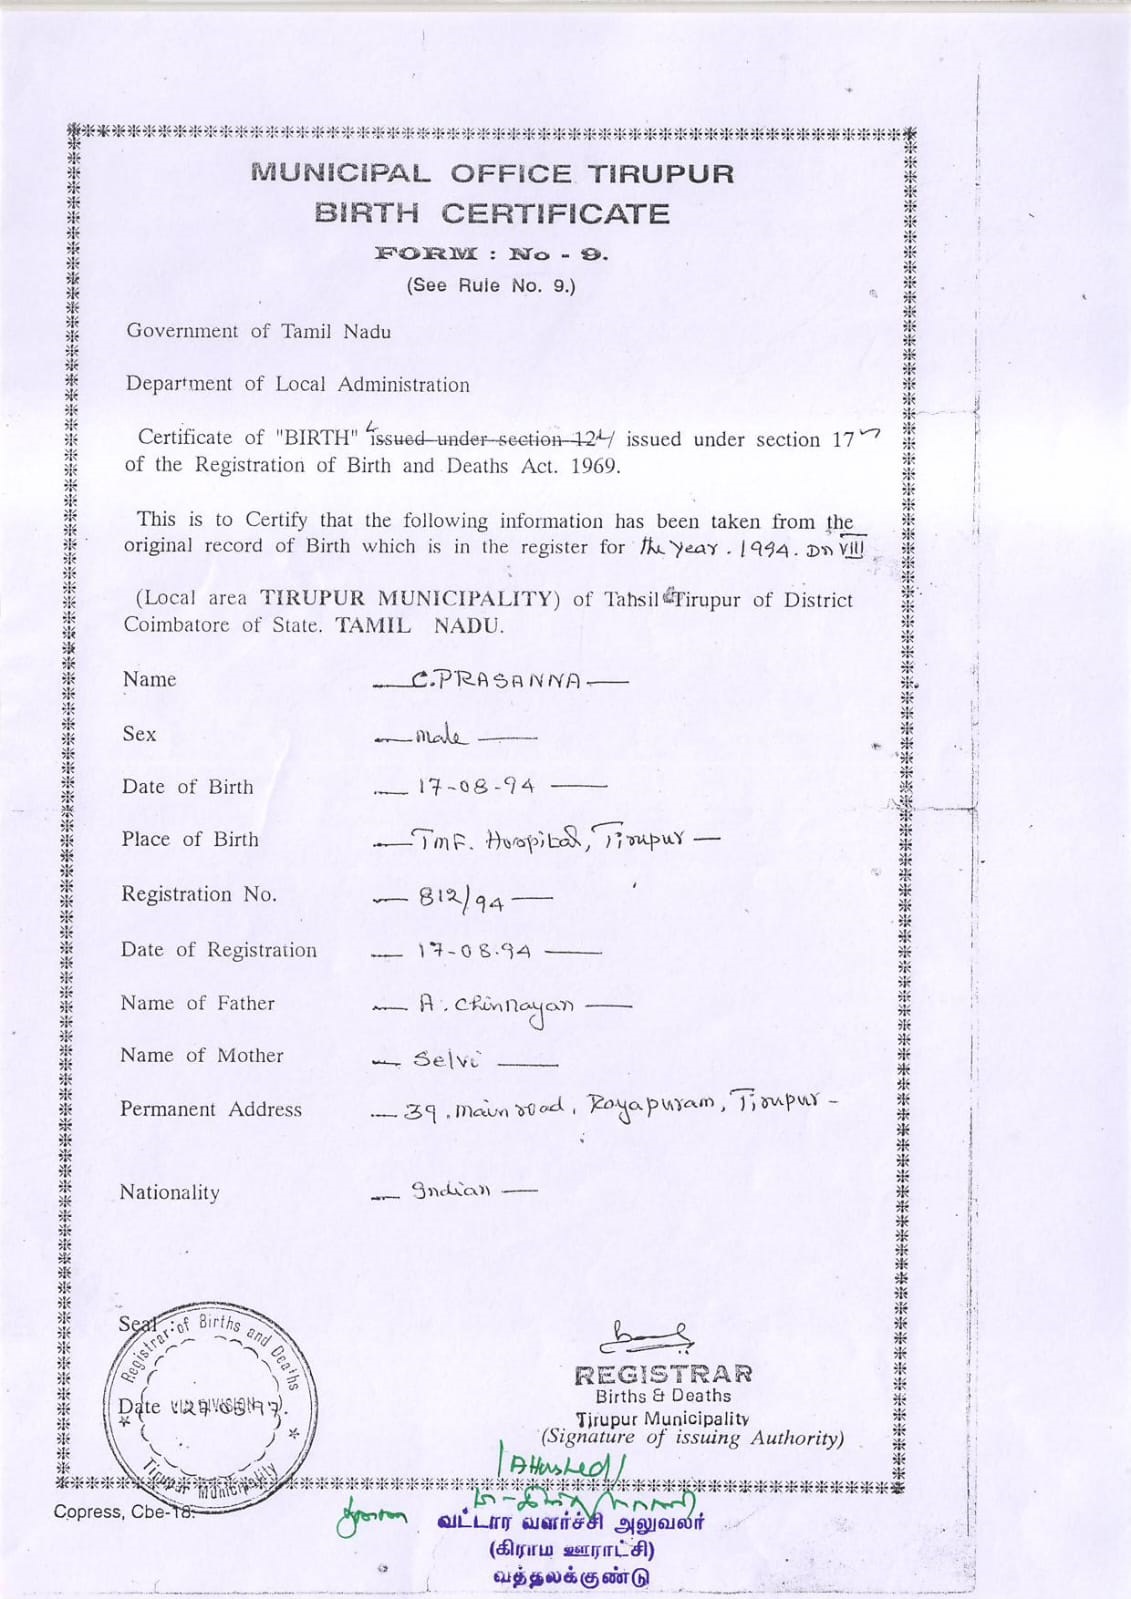 MUNICIPAL OFFICE TIRUPUR
BIRTH CERTIFICATE
FORM : No - 9.
(See Rule No. 9.)
Government of Tamil Nadu
Department of Local Administration
Certificate of "BIRTH" issued under section 12 / issued under section 17
of the Registration of Birth and Deaths Act. 1969.
This is to Certify that the following information has been taken from the
original record of Birth which is in the register for the year . 1994. Dn VIII
(Local area TIRUPUR MUNICIPALITY) of Tahsil Tirupur of District
Coimbatore of State. TAMIL NADU.
Name C.PRASANNA
Sex male
Date of Birth 17-08-94
Place of Birth TMF. Hospital, Tirupur
Registration No. 812/94
Date of Registration 17-08.94
Name of Father A. Chinnayan
Name of Mother Selvi
Permanent Address 39, main road, Royapuram, Tirupur
Nationality Indian
Seal
Registrar of Births and Deaths
Date
Tirupur Municipality
REGISTRAR
Births & Deaths
Tirupur Municipality
(Signature of issuing Authority)
/Attested/
Copress, Cbe-18.
வட்டார வளர்ச்சி அலுவலர்
(கிராம ஊராட்சி)
வத்தலக்குண்டு